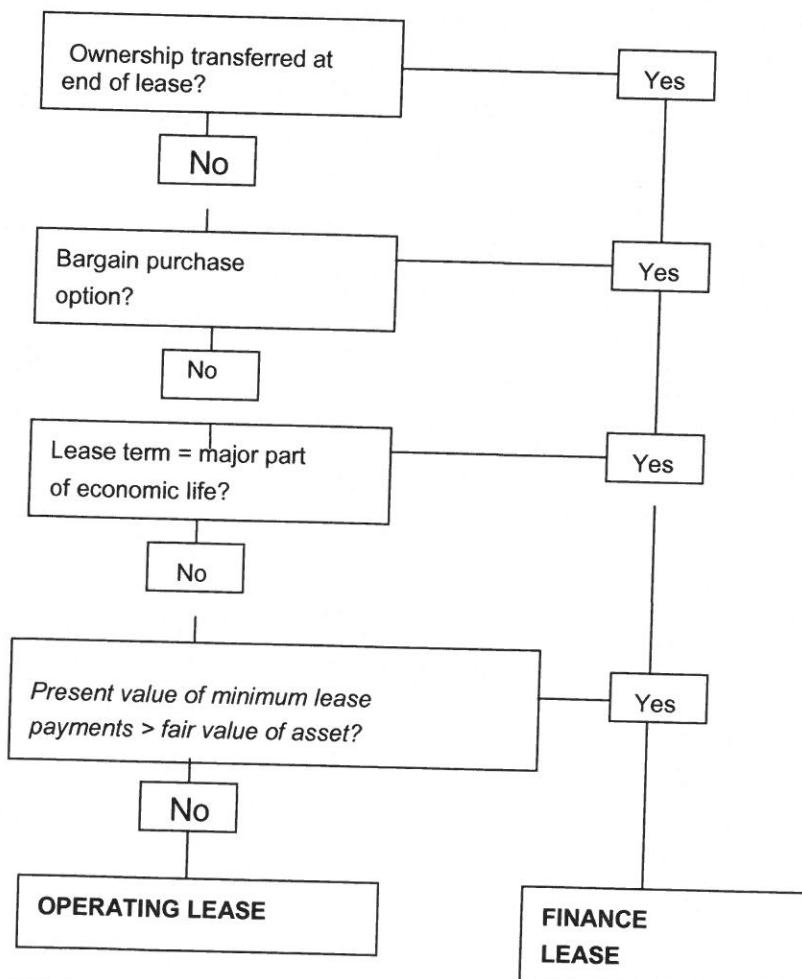 Ownership transferred at
end of lease?
Yes
No
Bargain purchase
option?
Yes
No
Lease term = major part
of economic life?
Yes
No
Present value of minimum lease
payments > fair value of asset?
Yes
No
OPERATING LEASE
FINANCE
LEASE